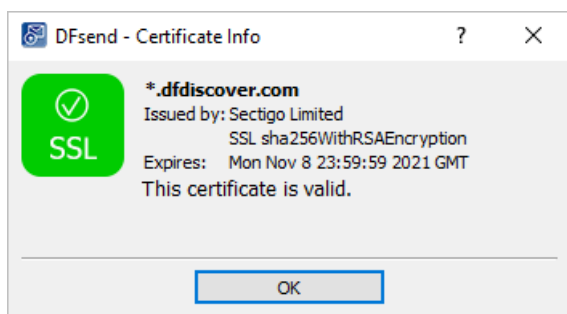 DFsend - Certificate Info ? ×
*.dfdiscover.com
Issued by: Sectigo Limited
SSL sha256WithRSAEncryption
SSL
Expires: Mon Nov 8 23:59:59 2021 GMT
This certificate is valid.
OK